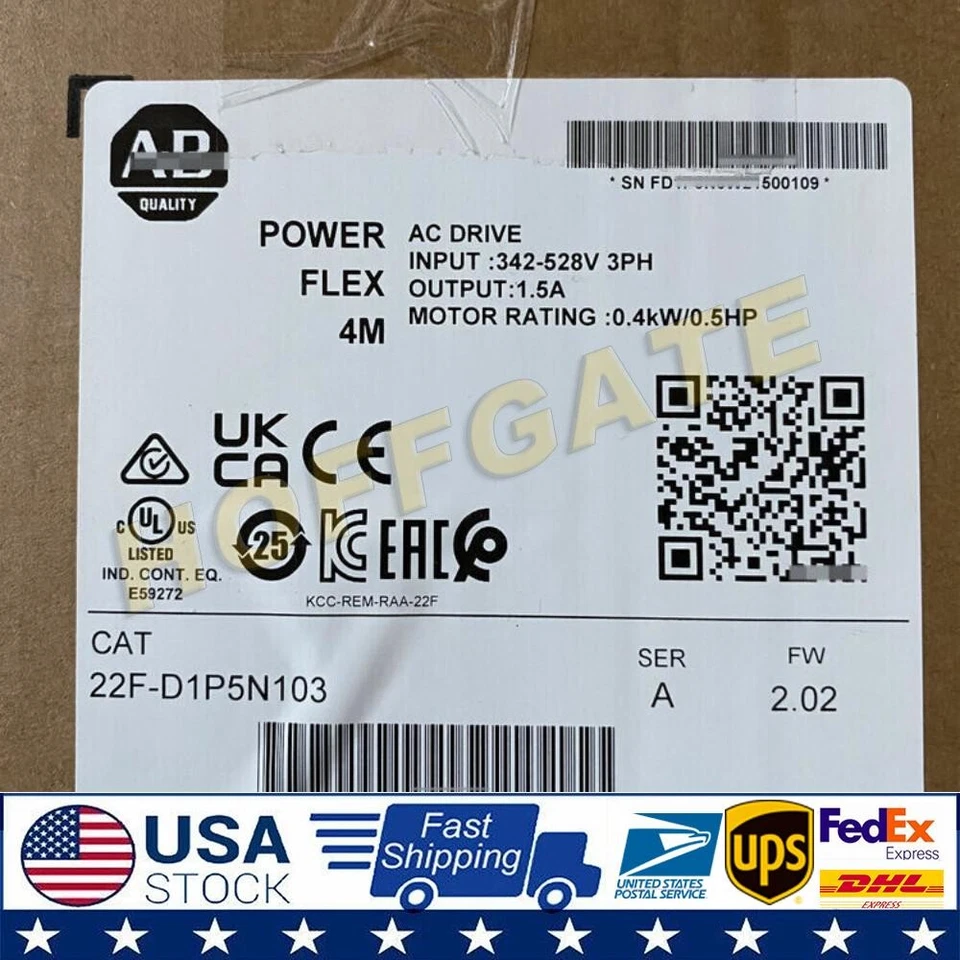 AB
QUALITY
* SN FD 500109 *
POWER
FLEX
4M
AC DRIVE
INPUT :342-528V 3PH
OUTPUT:1.5A
MOTOR RATING :0.4kW/0.5HP
HOFFGATE
UK
CA
CE
C UL US
LISTED
IND. CONT. EQ.
E59272
25
KC
EAC
KCC-REM-RAA-22F
CAT
22F-D1P5N103
SER
A
FW
2.02
USA
STOCK
Fast
Shipping
UNITED STATES
POSTAL SERVICE
ups
FedEx
Express
DHL
EXPRESS